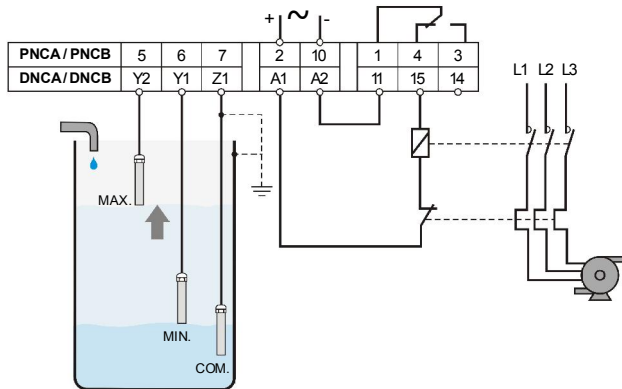 + ~ -
PNCA / PNCB 5 6 7 2 10 1 4 3
DNCA / DNCB Y2 Y1 Z1 A1 A2 11 15 14
L1 L2 L3
MAX.
MIN.
COM.